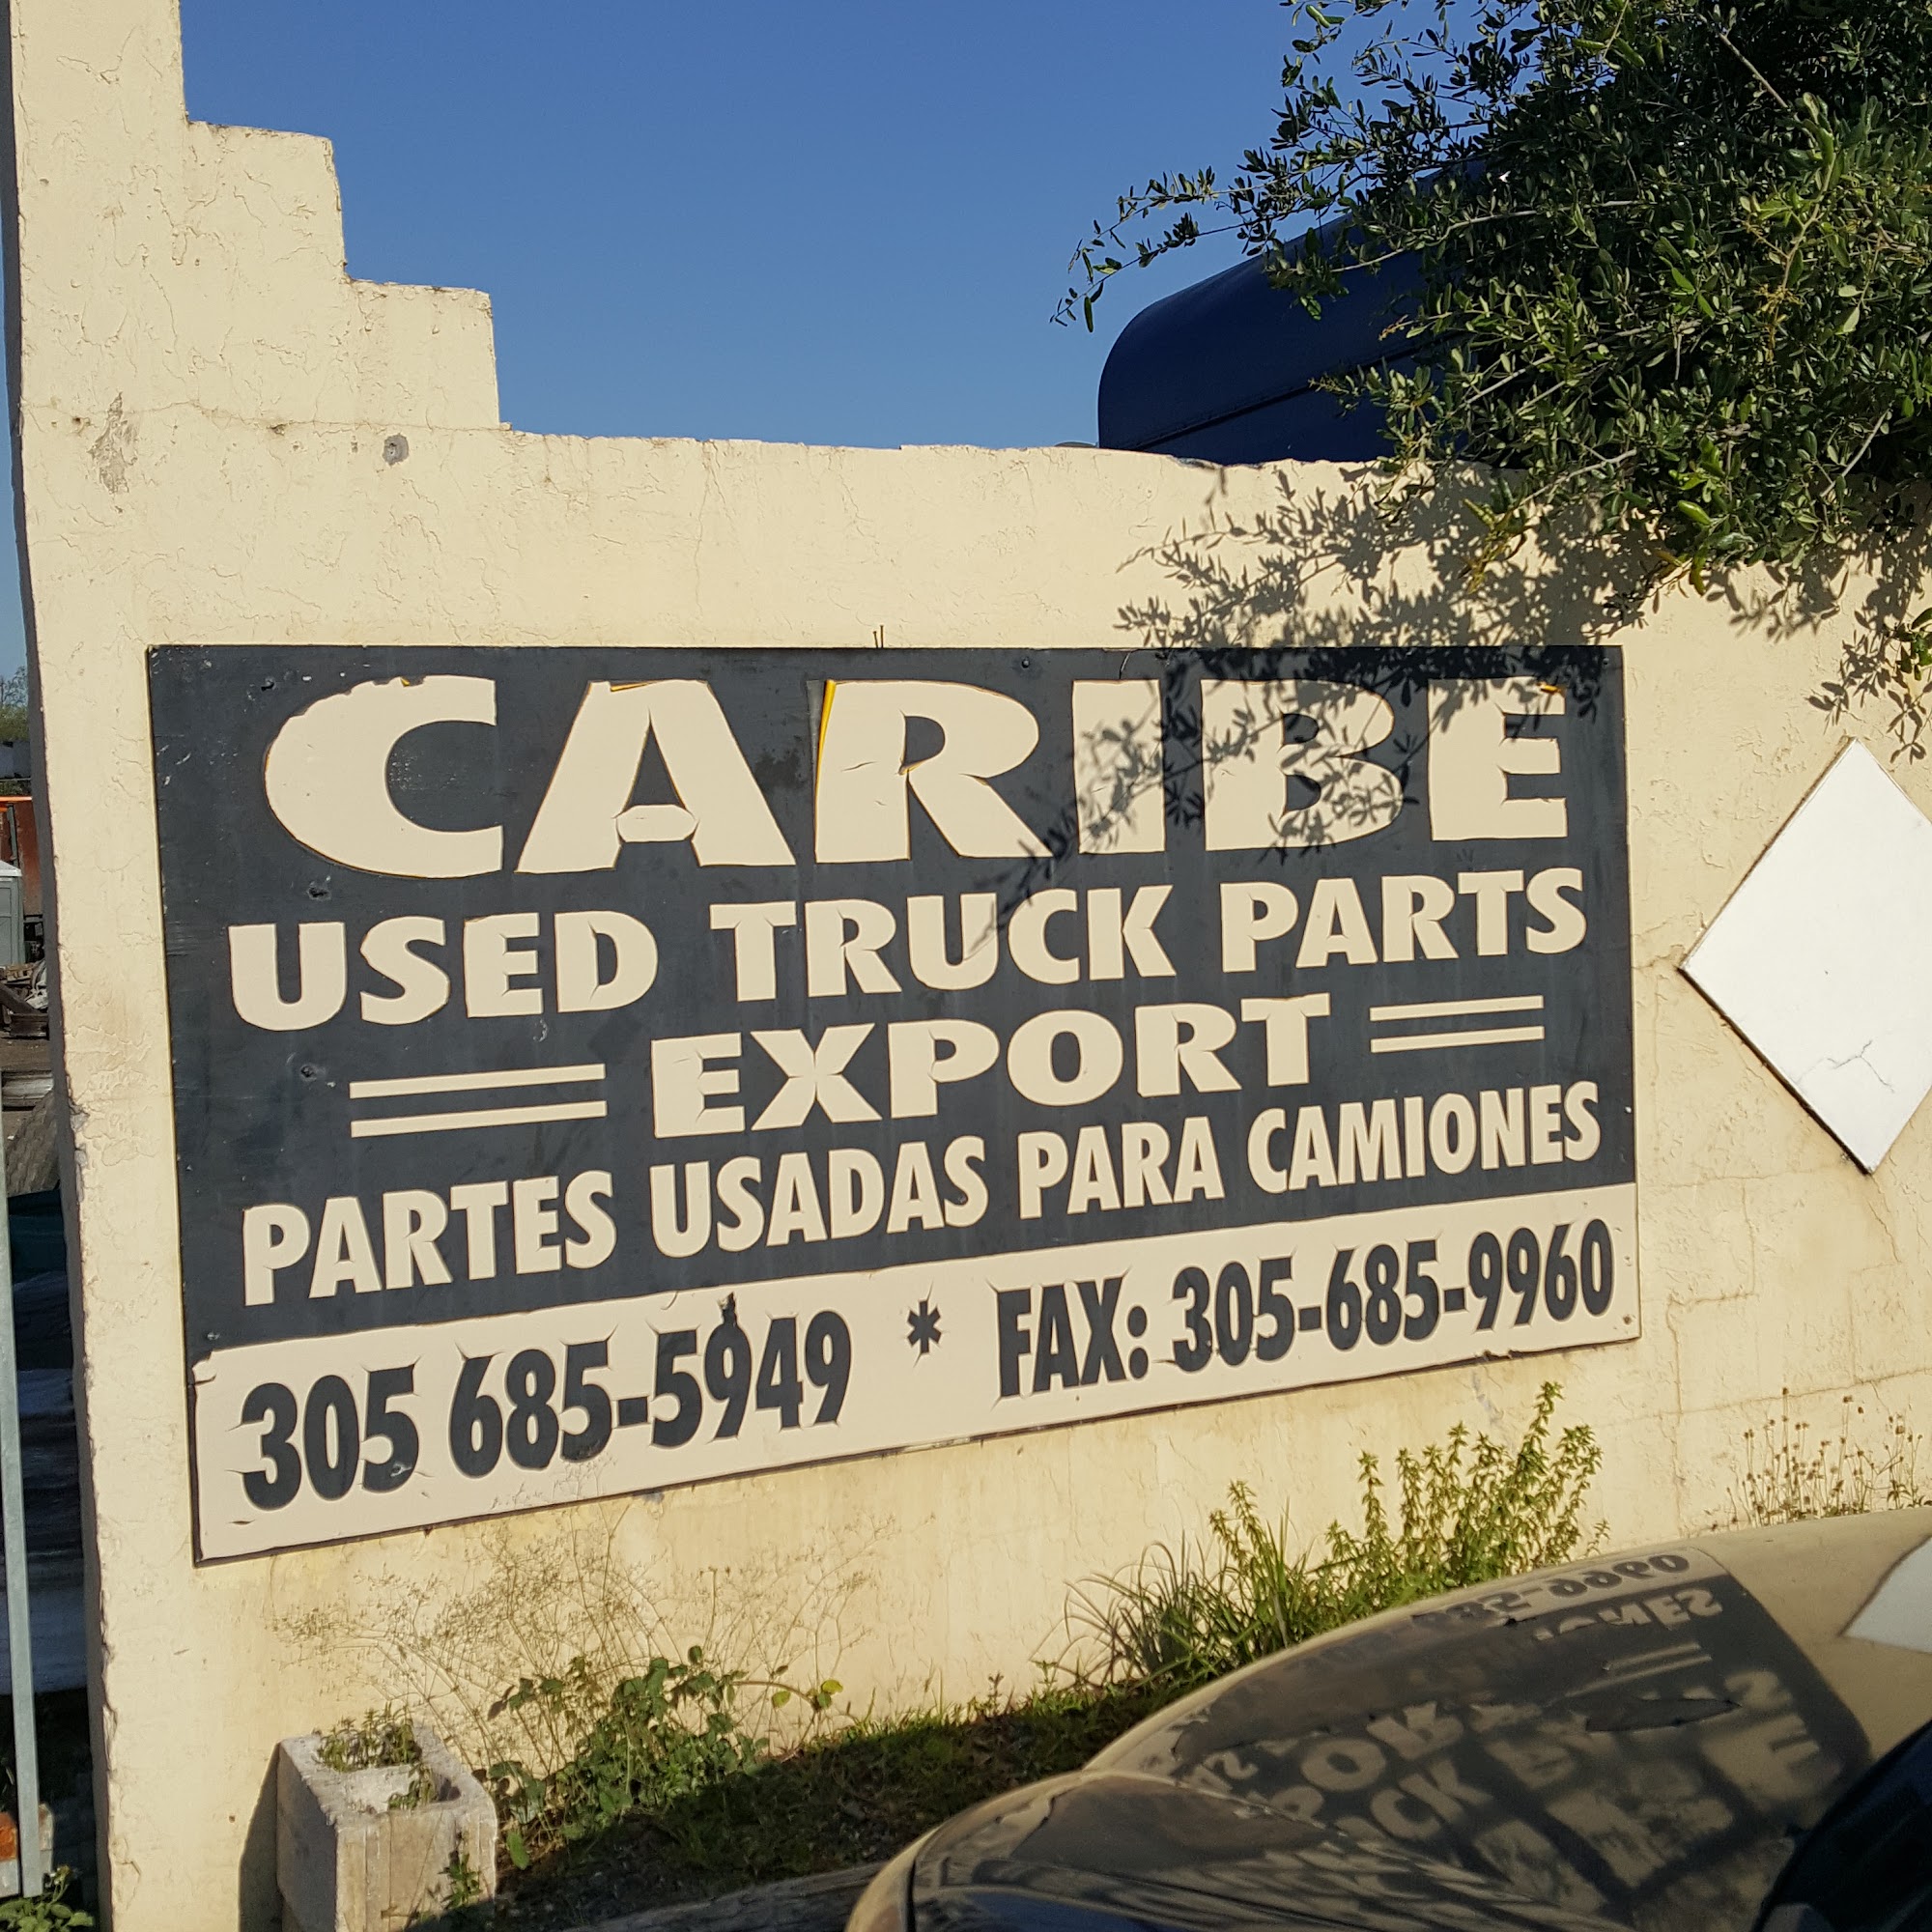 CARIBE
USED TRUCK PARTS
EXPORT
PARTES USADAS PARA CAMIONES
305 685-5949 * FAX: 305-685-9960